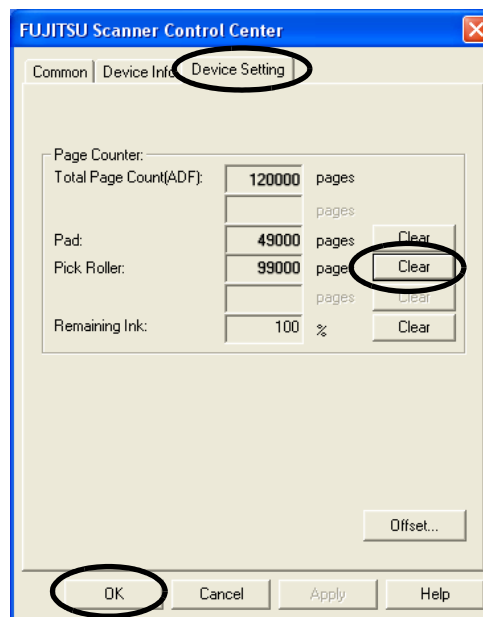 FUJITSU Scanner Control Center
Common Device Info Device Setting
Page Counter:
Total Page Count(ADF): 120000 pages
pages
Pad: 49000 pages Clear
Pick Roller: 99000 pages Clear
pages Clear
Remaining Ink: 100 % Clear
Offset...
OK Cancel Apply Help